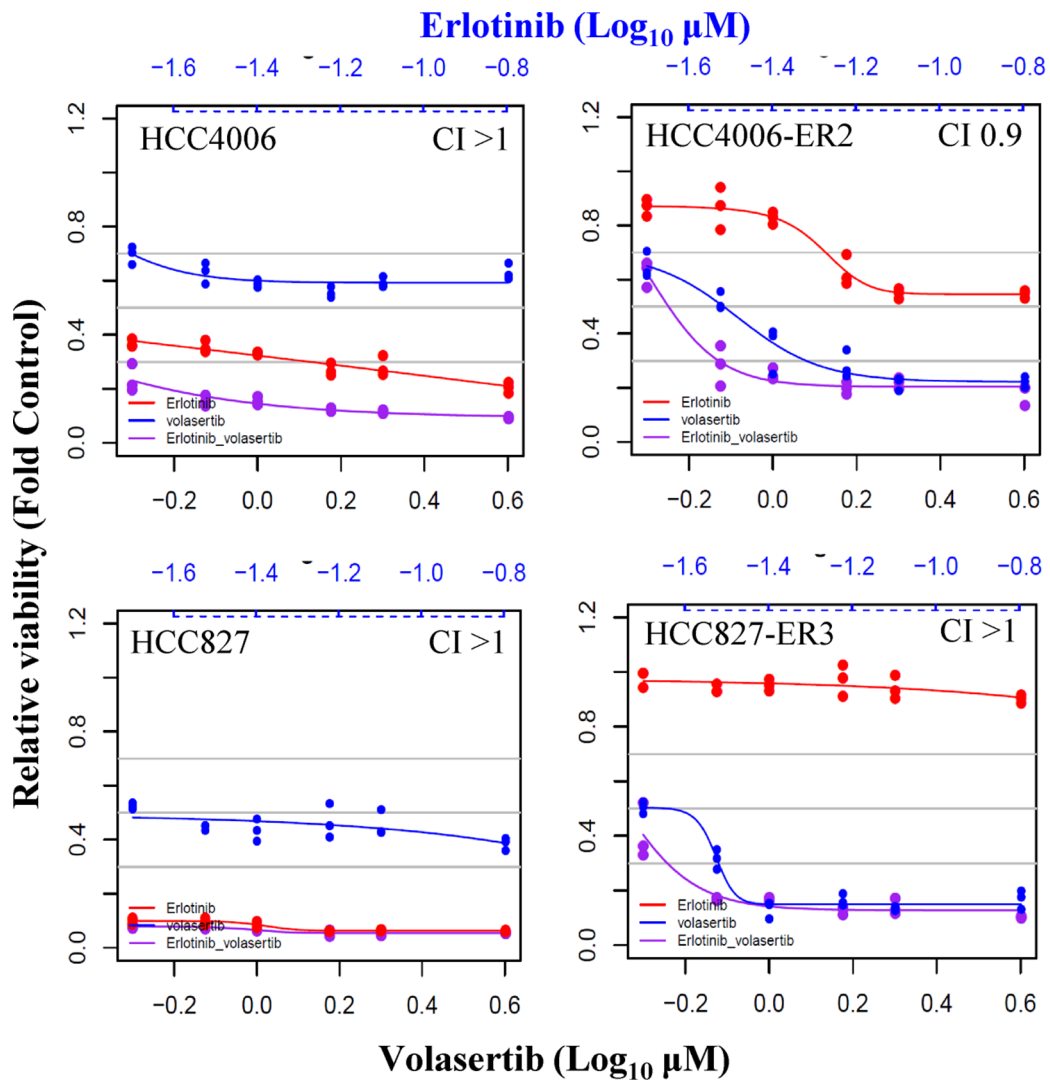 Erlotinib (Log10 µM)
−1.6 −1.4 −1.2 −1.0 −0.8
−1.6 −1.4 −1.2 −1.0 −0.8
HCC4006 CI >1
HCC4006-ER2 CI 0.9
1.2
0.8
0.4
0.0
1.2
0.8
0.4
0.0
Erlotinib
volasertib
Erlotinib_volasertib
Erlotinib
volasertib
Erlotinib_volasertib
−0.2 0.0 0.2 0.4 0.6
−0.2 0.0 0.2 0.4 0.6
Relative viability (Fold Control)
−1.6 −1.4 −1.2 −1.0 −0.8
−1.6 −1.4 −1.2 −1.0 −0.8
HCC827 CI >1
HCC827-ER3 CI >1
1.2
0.8
0.4
0.0
1.2
0.8
0.4
0.0
Erlotinib
volasertib
Erlotinib_volasertib
Erlotinib
volasertib
Erlotinib_volasertib
−0.2 0.0 0.2 0.4 0.6
−0.2 0.0 0.2 0.4 0.6
Volasertib (Log10 µM)